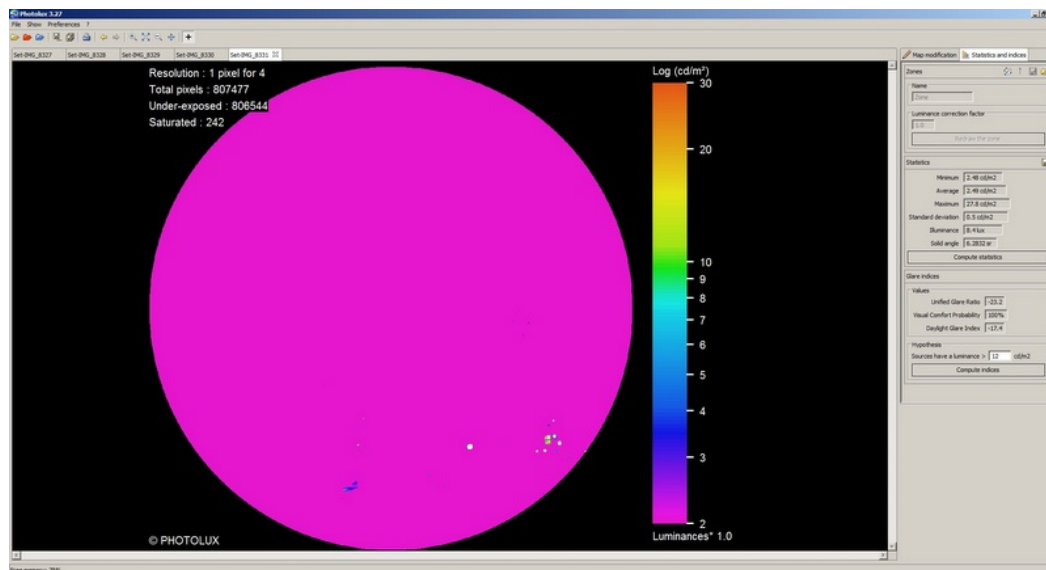 Photolux 3.27
File Show Preferences ?
Set-IMG_8327 Set-IMG_8328 Set-IMG_8329 Set-IMG_8330 Set-IMG_8331
Resolution : 1 pixel for 4
Total pixels : 807477
Under-exposed : 806544
Saturated : 242
Log (cd/m²)
30
20
10
9
8
7
6
5
4
3
2
Luminances* 1.0
© PHOTOLUX
Map modification Statistics and indices
Zones
Name
Zone
Luminance correction factor
1.0
Redraw the zone
Statistics
Minimum 2.48 cd/m2
Average 2.49 cd/m2
Maximum 27.8 cd/m2
Standard deviation 0.5 cd/m2
Illuminance 8.4 lux
Solid angle 6.2832 sr
Compute statistics
Glare indices
Values
Unified Glare Ratio -23.2
Visual Comfort Probability 100%
Daylight Glare Index -17.4
Hypothesis
Sources have a luminance > 12 cd/m2
Compute indices